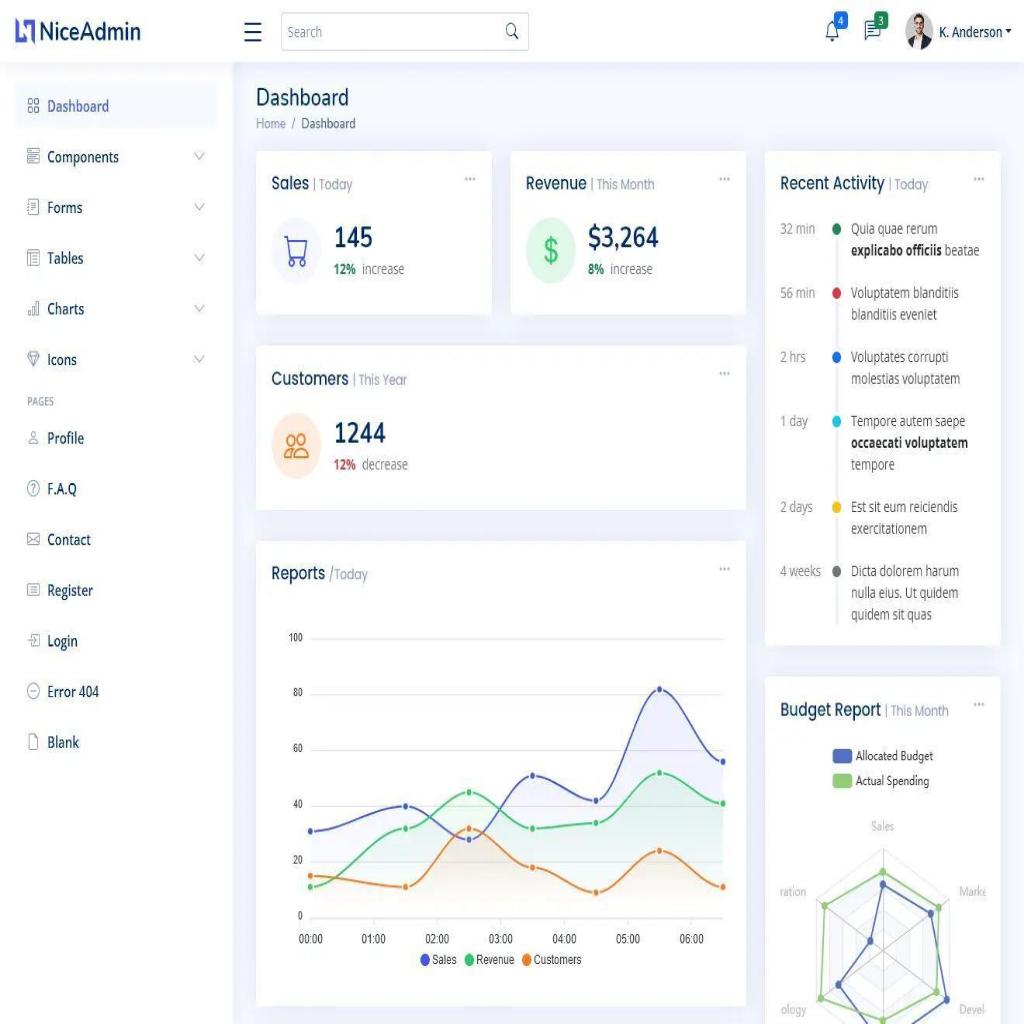 NiceAdmin
Search
4
3
K. Anderson
Dashboard
Components
Forms
Tables
Charts
Icons
PAGES
Profile
F.A.Q
Contact
Register
Login
Error 404
Blank
Dashboard
Home / Dashboard
Sales | Today
145
12% increase
Revenue | This Month
$
$3,264
8% increase
Customers | This Year
1244
12% decrease
Reports /Today
100
80
60
40
20
0
00:00 01:00 02:00 03:00 04:00 05:00 06:00
Sales Revenue Customers
Recent Activity | Today
32 min Quia quae rerum
explicabo officiis beatae
56 min Voluptatem blanditiis
blanditiis eveniet
2 hrs Voluptates corrupti
molestias voluptatem
1 day Tempore autem saepe
occaecati voluptatem
tempore
2 days Est sit eum reiciendis
exercitationem
4 weeks Dicta dolorem harum
nulla eius. Ut quidem
quidem sit quas
Budget Report | This Month
Allocated Budget
Actual Spending
Sales
ration
Marke
ology
Devel